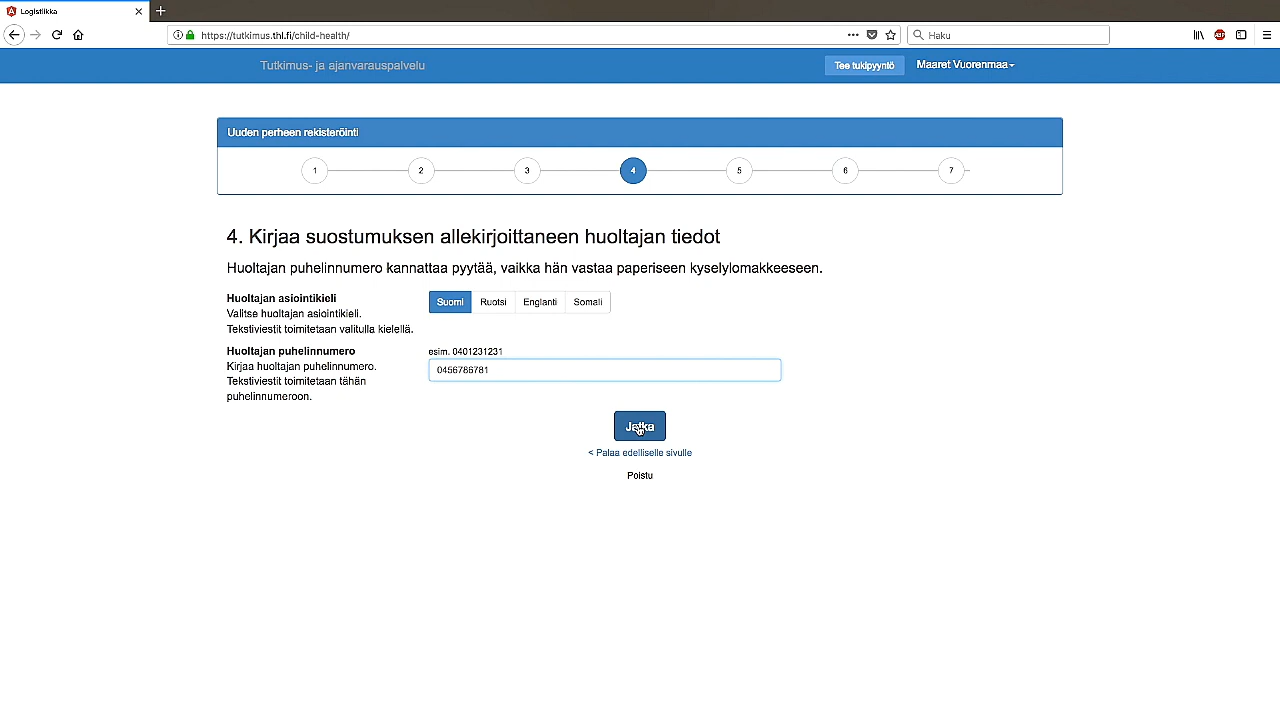 Logistiikka
https://tutkimus.thl.fi/child-health/
Haku
ABP
Tutkimus- ja ajanvarauspalvelu
Tee tukipyyntö
Maaret Vuorenmaa
Uuden perheen rekisteröinti
1 2 3 4 5 6 7
4. Kirjaa suostumuksen allekirjoittaneen huoltajan tiedot
Huoltajan puhelinnumero kannattaa pyytää, vaikka hän vastaa paperiseen kyselylomakkeeseen.
Huoltajan asiointikieli
Valitse huoltajan asiointikieli.
Tekstiviestit toimitetaan valitulla kielellä.
Suomi Ruotsi Englanti Somali
Huoltajan puhelinnumero
Kirjaa huoltajan puhelinnumero.
Tekstiviestit toimitetaan tähän
puhelinnumeroon.
esim. 0401231231
0456786781
Jatka
< Palaa edelliselle sivulle
Poistu